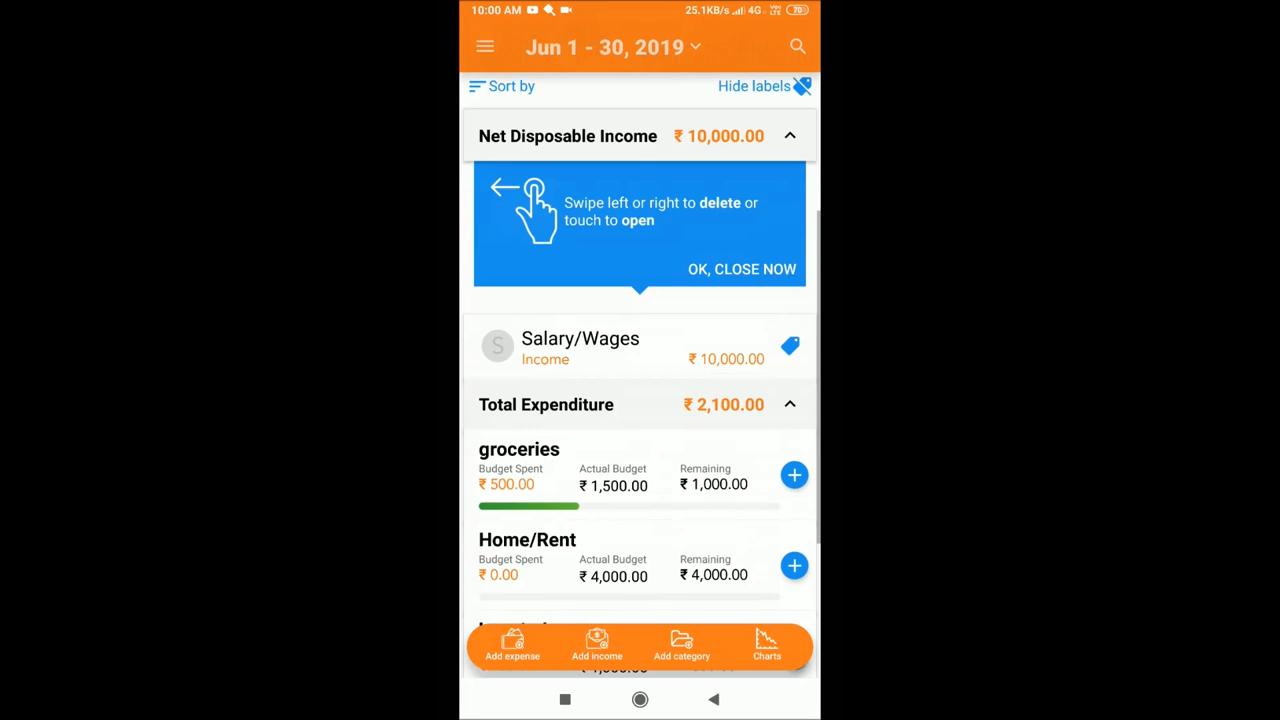 10:00 AM 25.1KB/s 4G VoLTE 70
Jun 1 - 30, 2019
Sort by Hide labels
Net Disposable Income ₹ 10,000.00
Swipe left or right to delete or
touch to open
OK, CLOSE NOW
S Salary/Wages
Income ₹ 10,000.00
Total Expenditure ₹ 2,100.00
groceries
Budget Spent Actual Budget Remaining
₹ 500.00 ₹ 1,500.00 ₹ 1,000.00
Home/Rent
Budget Spent Actual Budget Remaining
₹ 0.00 ₹ 4,000.00 ₹ 4,000.00
Add expense Add income Add category Charts